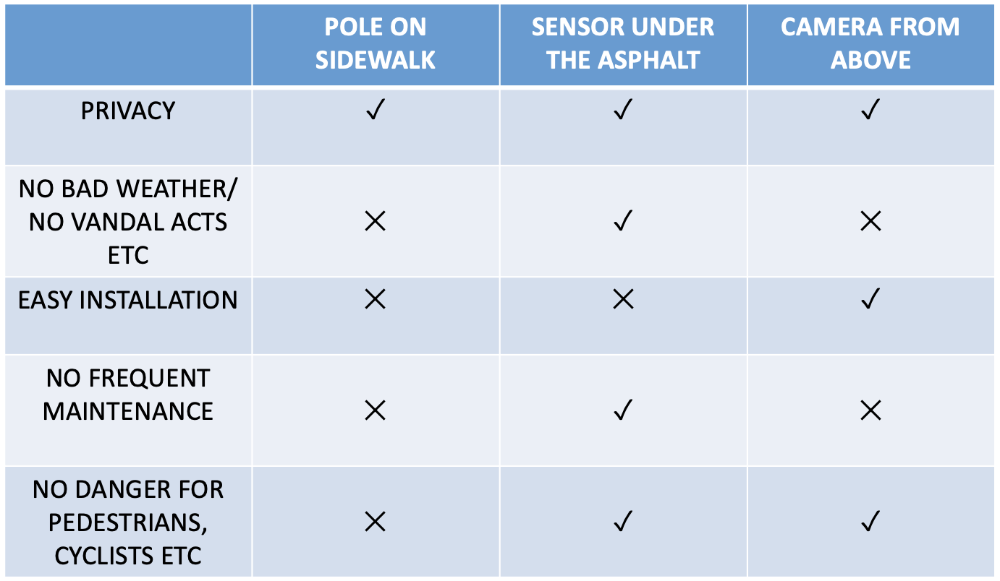 POLE ON
SIDEWALK
SENSOR UNDER
THE ASPHALT
CAMERA FROM
ABOVE
PRIVACY
✓ ✓ ✓
NO BAD WEATHER/
NO VANDAL ACTS
ETC
✕ ✓ ✕
EASY INSTALLATION
✕ ✕ ✓
NO FREQUENT
MAINTENANCE
✕ ✓ ✕
NO DANGER FOR
PEDESTRIANS,
CYCLISTS ETC
✕ ✓ ✓